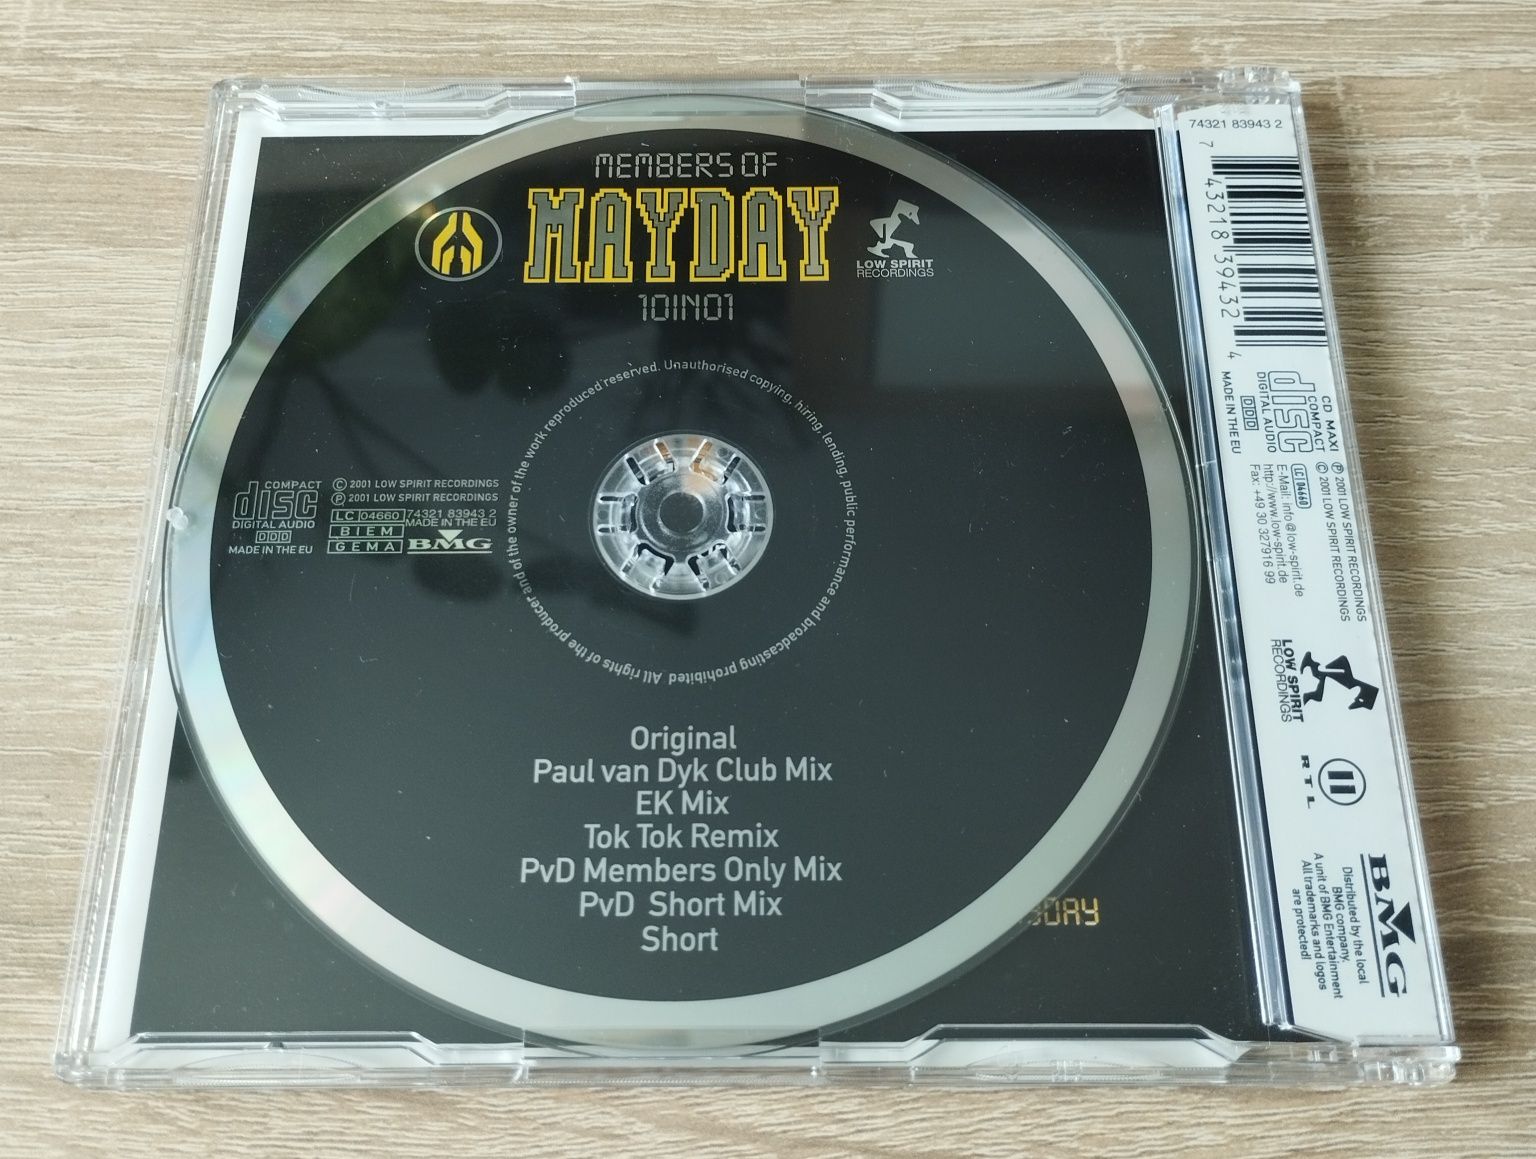 MEMBERS OF
MAYDAY
10IN01
LOW SPIRIT
RECORDINGS
All rights of the producer and of the owner of the work reproduced reserved. Unauthorised copying, hiring, lending, public performance and broadcasting prohibited.
COMPACT
disc
DIGITAL AUDIO
DDD
MADE IN THE EU
© 2001 LOW SPIRIT RECORDINGS
℗ 2001 LOW SPIRIT RECORDINGS
LC 04660
BIEM
GEMA
74321 83943 2
MADE IN THE EU
BMG
Original
Paul van Dyk Club Mix
EK Mix
Tok Tok Remix
PvD Members Only Mix
PvD Short Mix
Short
DAY
74321 83943 2
7 43218 39432 4
CD MAXI
COMPACT
disc
DIGITAL AUDIO
DDD
MADE IN THE EU
℗ 2001 LOW SPIRIT RECORDINGS
© 2001 LOW SPIRIT RECORDINGS
LC 04660
E-Mail: info@low-spirit.de
http://www.low-spirit.de
Fax: +49 30 327916 99
LOW SPIRIT
RECORDINGS
RTL
II
BMG
Distributed by the local
BMG company.
A unit of BMG Entertainment
All trademarks and logos
are protected!